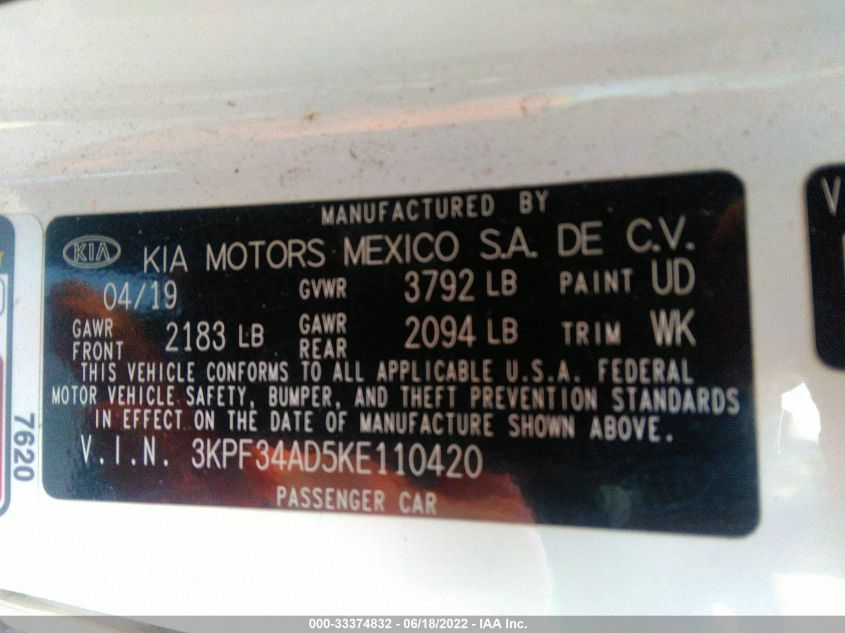 MANUFACTURED BY
KIA KIA MOTORS MEXICO S.A. DE C.V.
04/19 GVWR 3792 LB PAINT UD
GAWR FRONT 2183 LB GAWR REAR 2094 LB TRIM WK
THIS VEHICLE CONFORMS TO ALL APPLICABLE U.S.A. FEDERAL
MOTOR VEHICLE SAFETY, BUMPER, AND THEFT PREVENTION STANDARDS
IN EFFECT ON THE DATE OF MANUFACTURE SHOWN ABOVE.
V.I.N. 3KPF34AD5KE110420
PASSENGER CAR
7620
V
000-33374832 - 06/18/2022 - IAA Inc.